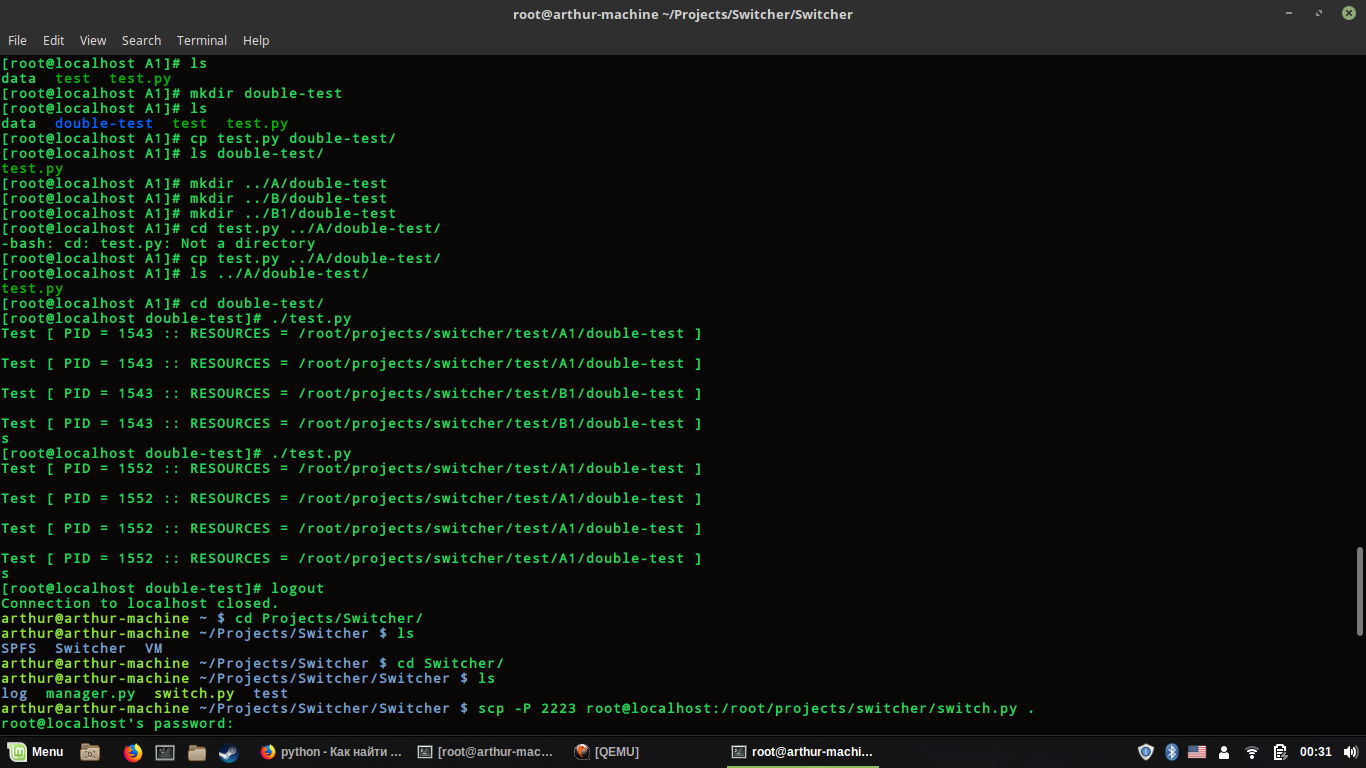 root@arthur-machine ~/Projects/Switcher/Switcher
File Edit View Search Terminal Help
[root@localhost A1]# ls
data  test  test.py
[root@localhost A1]# mkdir double-test
[root@localhost A1]# ls
data  double-test  test  test.py
[root@localhost A1]# cp test.py double-test/
[root@localhost A1]# ls double-test/
test.py
[root@localhost A1]# mkdir ../A/double-test
[root@localhost A1]# mkdir ../B/double-test
[root@localhost A1]# mkdir ../B1/double-test
[root@localhost A1]# cd test.py ../A/double-test/
-bash: cd: test.py: Not a directory
[root@localhost A1]# cp test.py ../A/double-test/
[root@localhost A1]# ls ../A/double-test/
test.py
[root@localhost A1]# cd double-test/
[root@localhost double-test]# ./test.py
Test [ PID = 1543 :: RESOURCES = /root/projects/switcher/test/A1/double-test ]
Test [ PID = 1543 :: RESOURCES = /root/projects/switcher/test/A1/double-test ]
Test [ PID = 1543 :: RESOURCES = /root/projects/switcher/test/B1/double-test ]
Test [ PID = 1543 :: RESOURCES = /root/projects/switcher/test/B1/double-test ]
s
[root@localhost double-test]# ./test.py
Test [ PID = 1552 :: RESOURCES = /root/projects/switcher/test/A1/double-test ]
Test [ PID = 1552 :: RESOURCES = /root/projects/switcher/test/A1/double-test ]
Test [ PID = 1552 :: RESOURCES = /root/projects/switcher/test/A1/double-test ]
Test [ PID = 1552 :: RESOURCES = /root/projects/switcher/test/A1/double-test ]
s
[root@localhost double-test]# logout
Connection to localhost closed.
arthur@arthur-machine ~ $ cd Projects/Switcher/
arthur@arthur-machine ~/Projects/Switcher $ ls
SPFS  Switcher  VM
arthur@arthur-machine ~/Projects/Switcher $ cd Switcher/
arthur@arthur-machine ~/Projects/Switcher/Switcher $ ls
log  manager.py  switch.py  test
arthur@arthur-machine ~/Projects/Switcher/Switcher $ scp -P 2223 root@localhost:/root/projects/switcher/switch.py .
root@localhost's password:
Menu python - Как найти ... [root@arthur-mac... [QEMU] root@arthur-machi... 00:31